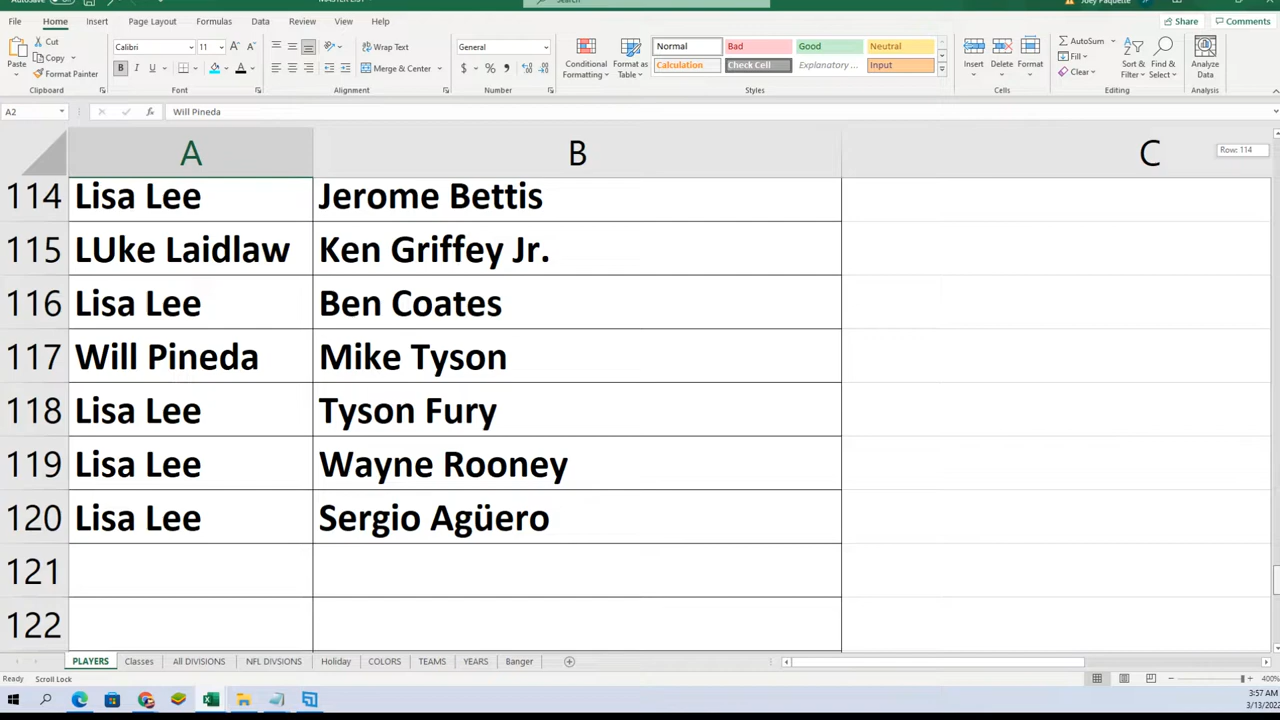 Search
File Home Insert Page Layout Formulas Data Review View Help Share Comments
Paste Cut Copy Format Painter Clipboard
Calibri 11 B I U Font
Wrap Text Merge & Center Alignment
General $ % Number
Conditional Formatting Format as Table
Normal Bad Good Neutral
Calculation Check Cell Explanatory ... Input
Styles
Insert Delete Format Cells
AutoSum Fill Clear Sort & Filter Find & Select Editing
Analyze Data Analysis
A2 fx Will Pineda
A B C
Row: 114
114 Lisa Lee Jerome Bettis
115 LUke Laidlaw Ken Griffey Jr.
116 Lisa Lee Ben Coates
117 Will Pineda Mike Tyson
118 Lisa Lee Tyson Fury
119 Lisa Lee Wayne Rooney
120 Lisa Lee Sergio Agüero
121
122
PLAYERS Classes All DIVISIONS NFL DIVSIONS Holiday COLORS TEAMS YEARS Banger
Ready Scroll Lock 400%
3:57 AM